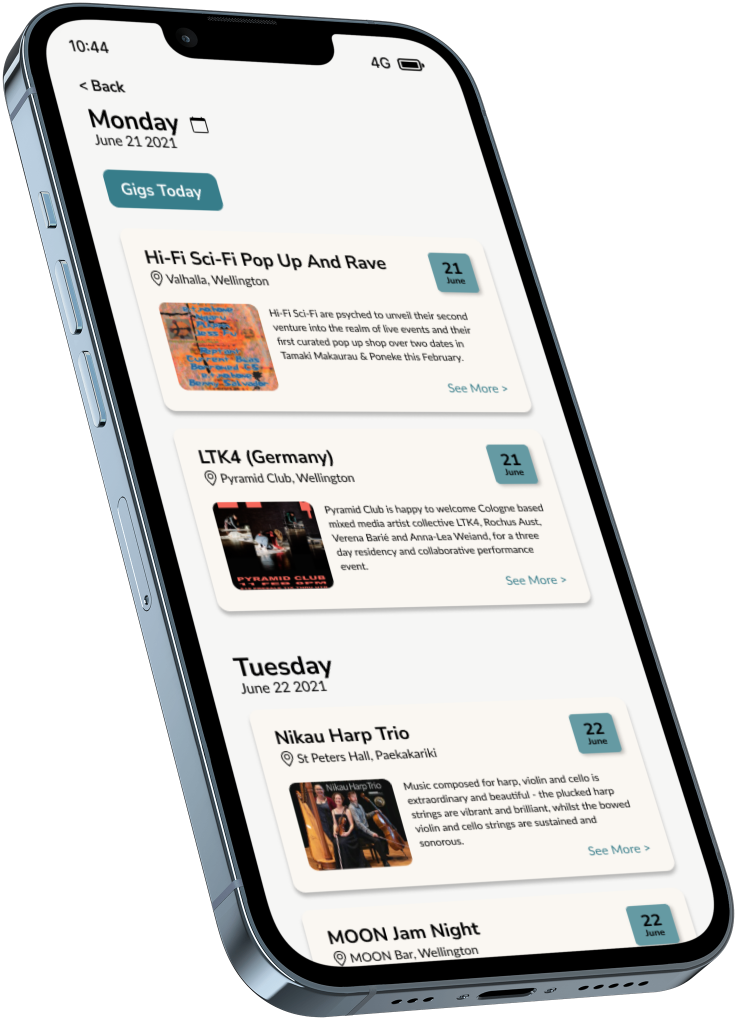 10:44
4G
< Back
Monday
June 21 2021
Gigs Today
Hi-Fi Sci-Fi Pop Up And Rave
21
June
Valhalla, Wellington
Hi-Fi Sci-Fi are psyched to unveil their second
venture into the realm of live events and their
first curated pop up shop over two dates in
Tamaki Makaurau & Poneke this February.
See More >
LTK4 (Germany)
21
June
Pyramid Club, Wellington
Pyramid Club is happy to welcome Cologne based
mixed media artist collective LTK4, Rochus Aust,
Verena Barié and Anna-Lea Weiand, for a three
day residency and collaborative performance
event.
PYRAMID CLUB
11 FEB 8PM
See More >
Tuesday
June 22 2021
Nikau Harp Trio
22
June
St Peters Hall, Paekakariki
Nikau Harp Trio
Music composed for harp, violin and cello is
extraordinary and beautiful - the plucked harp
strings are vibrant and brilliant, whilst the bowed
violin and cello strings are sustained and
sonorous.
See More >
MOON Jam Night
22
June
MOON Bar, Wellington